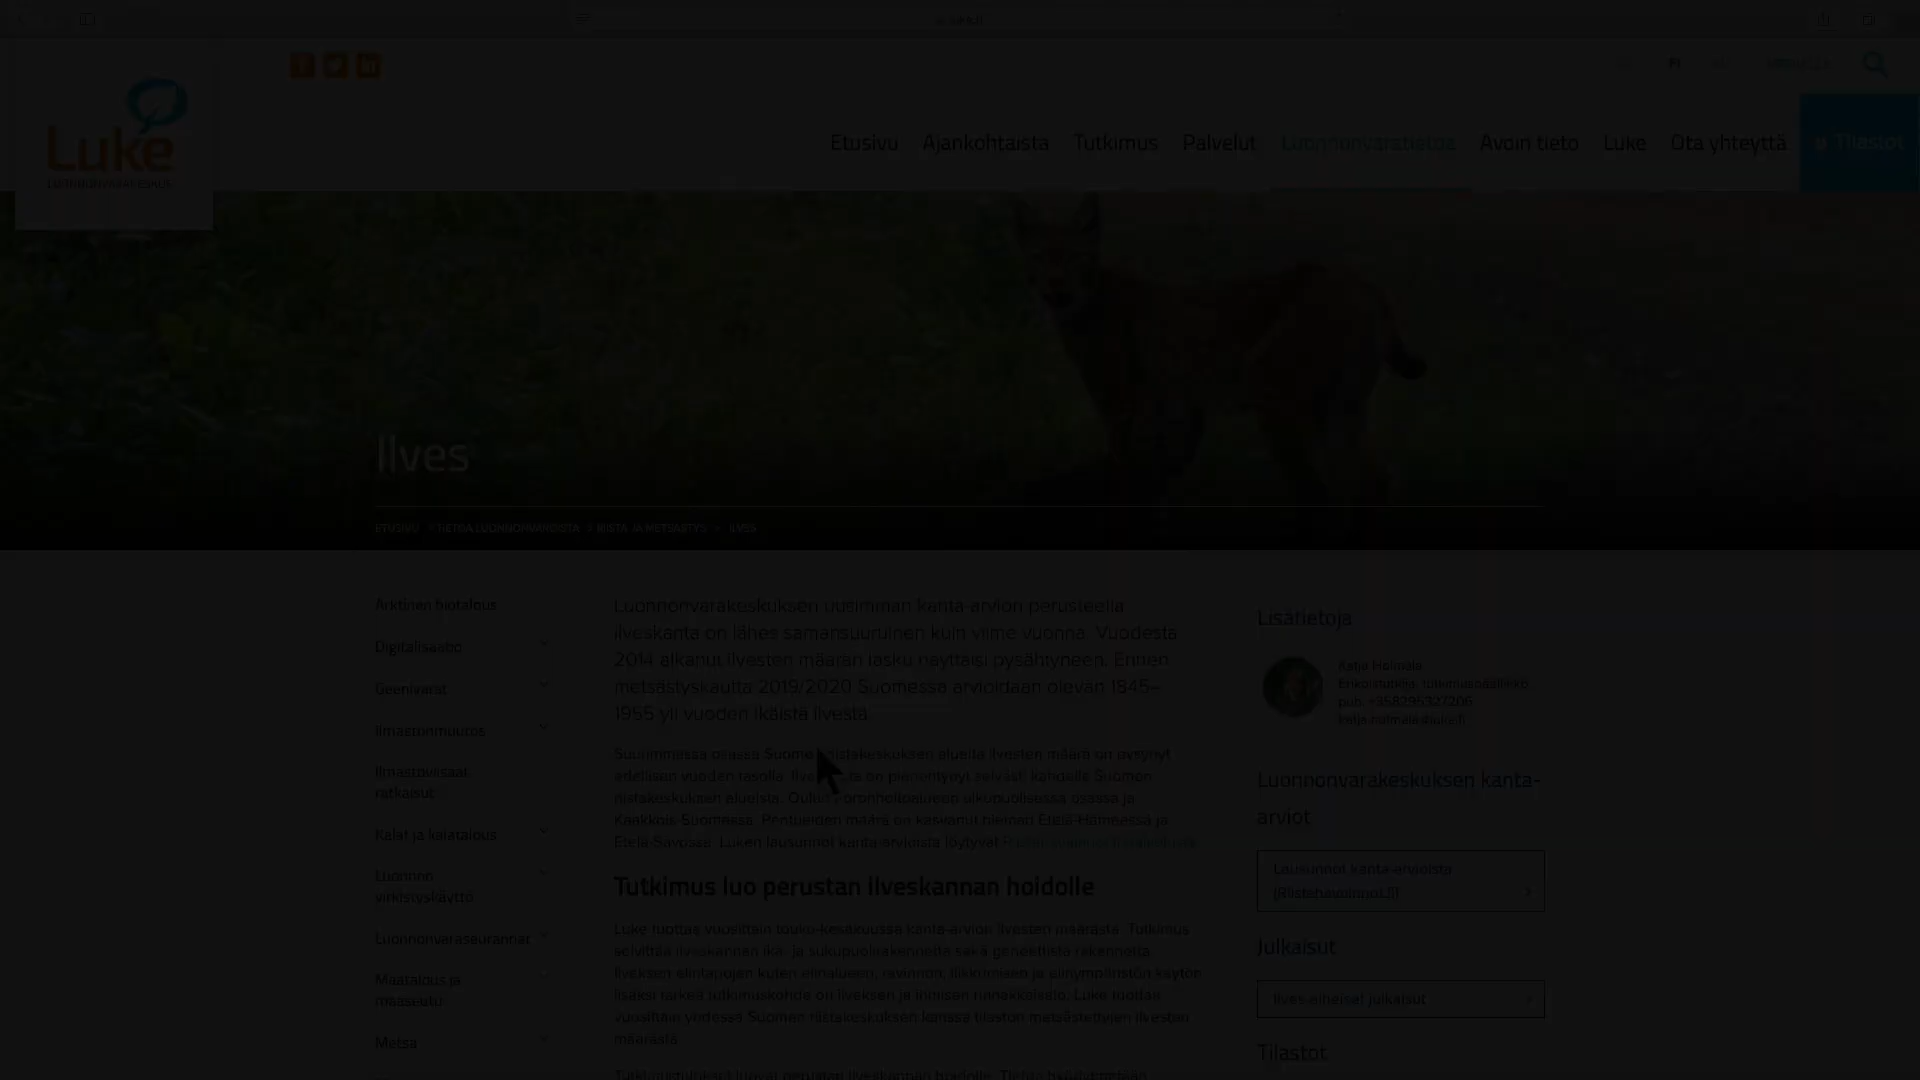 Luke
LUONNONVARAKESKUS
FI
Etusivu Ajankohtaista Tutkimus Palvelut Luonnonvaratieto Avoin tieto Luke Ota yhteyttä Tilastot
Ilves
ETUSIVU TIETOA LUONNONVAROISTA RIISTA JA METSÄSTYS ILVES
Arktinen biotalous
Digitalisaatio
Geenivarat
Ilmastonmuutos
Ilmastoviisaat
ratkaisut
Kalat ja kalatalous
Luonnon
virkistyskäyttö
Luonnonvaraseurannat
Maatalous ja
maaseutu
Metsä
Luonnonvarakeskuksen uusimman kanta-arvion perusteella
ilveskanta on lähes samansuuruinen kuin viime vuonna. Vuodesta
2014 alkanut ilvesten määrän lasku näyttäisi pysähtyneen. Ennen
metsästyskautta 2019/2020 Suomessa arvioidaan olevan 1845–
1955 yli vuoden ikäistä ilvestä.
Suurimmassa osassa Suomen riistakeskuksen alueita ilvesten määrä on pysynyt
edellisen vuoden tasolla. on pienentynyt selvästi kahdella Suomen
riistakeskuksen alueista, Oulun poronhoitoalueen ulkopuolisessa osassa ja
Kaakkois-Suomessa. Pentueiden määrä on laskenut hieman Etelä-Hämeessä ja
Etelä-Savossa. Luken lausunnot kanta-arvioista löytyvät
Tutkimus luo perustan ilveskannan hoidolle
Luke tuottaa vuosittain touko-kesäkuussa kanta-arvion ilvesten määrästä. Tutkimus
selvittää ilveskannan ikä- ja sukupuolirakennetta sekä geneettistä rakennetta.
Ilveksen elintapojen kuten elinalueen, ravinnon, liikkumisen ja elinympäristön käytön
lisäksi tärkeä tutkimuskohde on ilveksen ja ihmisen rinnakkaiselo. Luke tuottaa
vuosittain yhdessä Suomen riistakeskuksen kanssa tilaston metsästettyjen ilvesten
määrästä.
Tutkimustulokset luovat perustan ilveskannan hoidolle.
Lisätietoja
Katja Holmala
Erikoistutkija, tutkimuspäällikkö
puh. +358295327206
Luonnonvarakeskuksen kanta-
arviot
Lausunnot kanta-arvioista
(Riistahavainnot.fi)
Julkaisut
Ilves aiheiset julkaisut
Tilastot